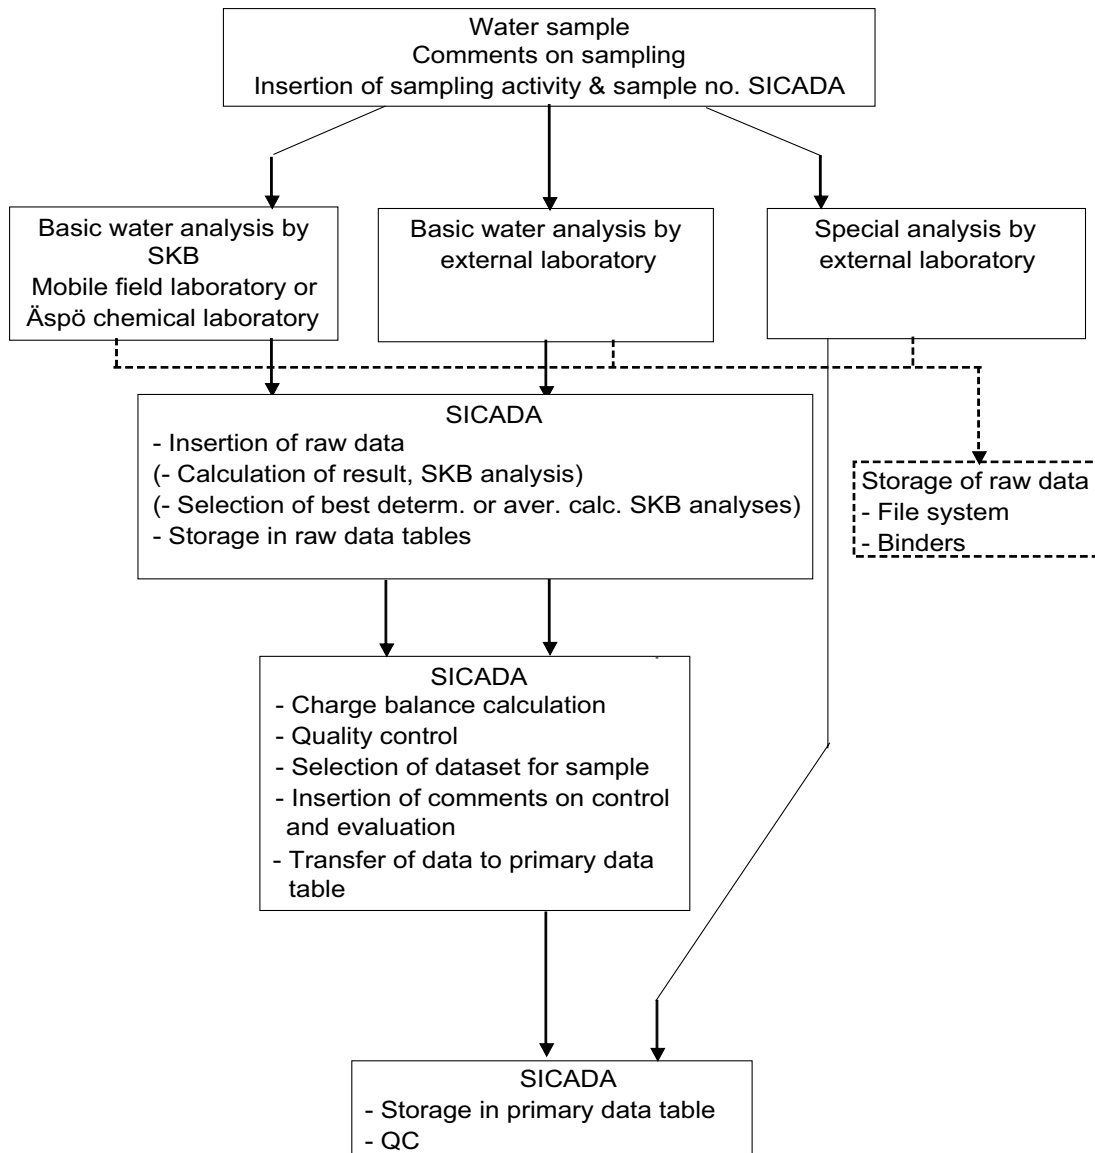 Water sample
Comments on sampling
Insertion of sampling activity & sample no. SICADA
Basic water analysis by
SKB
Mobile field laboratory or
Äspö chemical laboratory
Basic water analysis by
external laboratory
Special analysis by
external laboratory
SICADA
- Insertion of raw data
(- Calculation of result, SKB analysis)
(- Selection of best determ. or aver. calc. SKB analyses)
- Storage in raw data tables
Storage of raw data
- File system
- Binders
SICADA
- Charge balance calculation
- Quality control
- Selection of dataset for sample
- Insertion of comments on control
and evaluation
- Transfer of data to primary data
table
SICADA
- Storage in primary data table
- QC